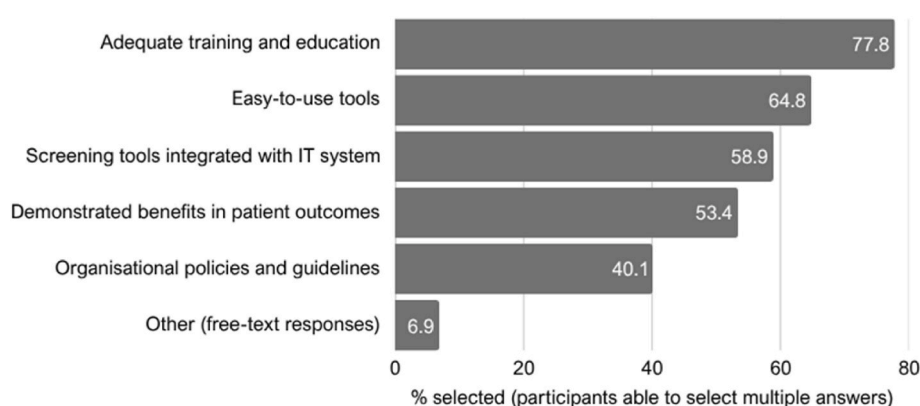 Adequate training and education 77.8
Easy-to-use tools 64.8
Screening tools integrated with IT system 58.9
Demonstrated benefits in patient outcomes 53.4
Organisational policies and guidelines 40.1
Other (free-text responses) 6.9
0 20 40 60 80
% selected (participants able to select multiple answers)